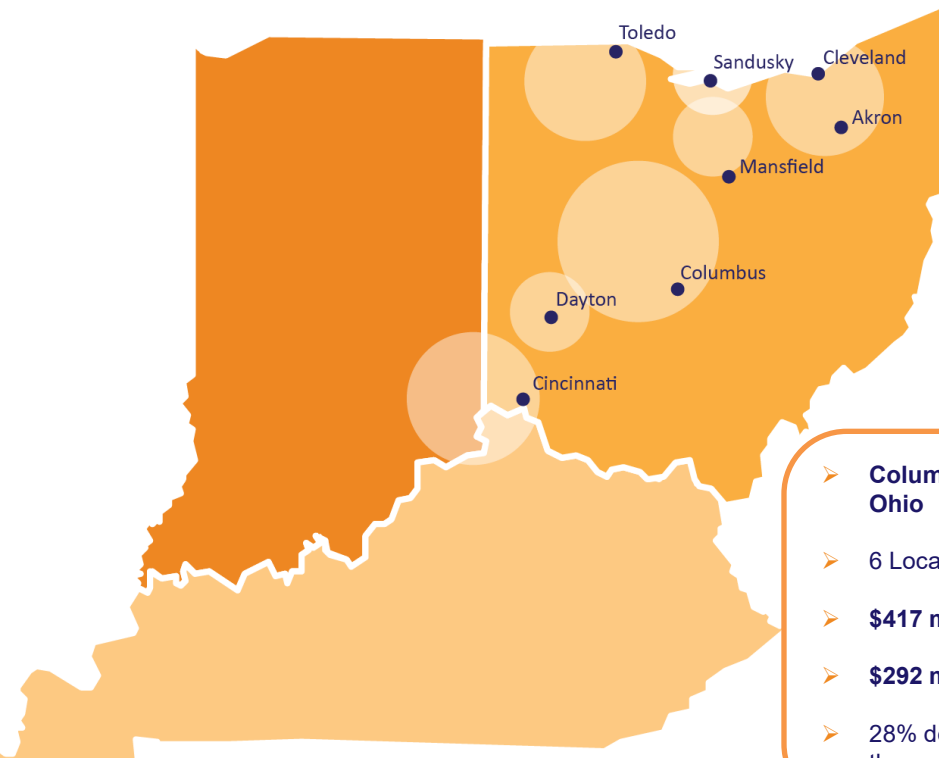 Toledo
Sandusky
Cleveland
Akron
Mansfield
Columbus
Dayton
Cincinnati
Ohio
6
$417
$292
28%